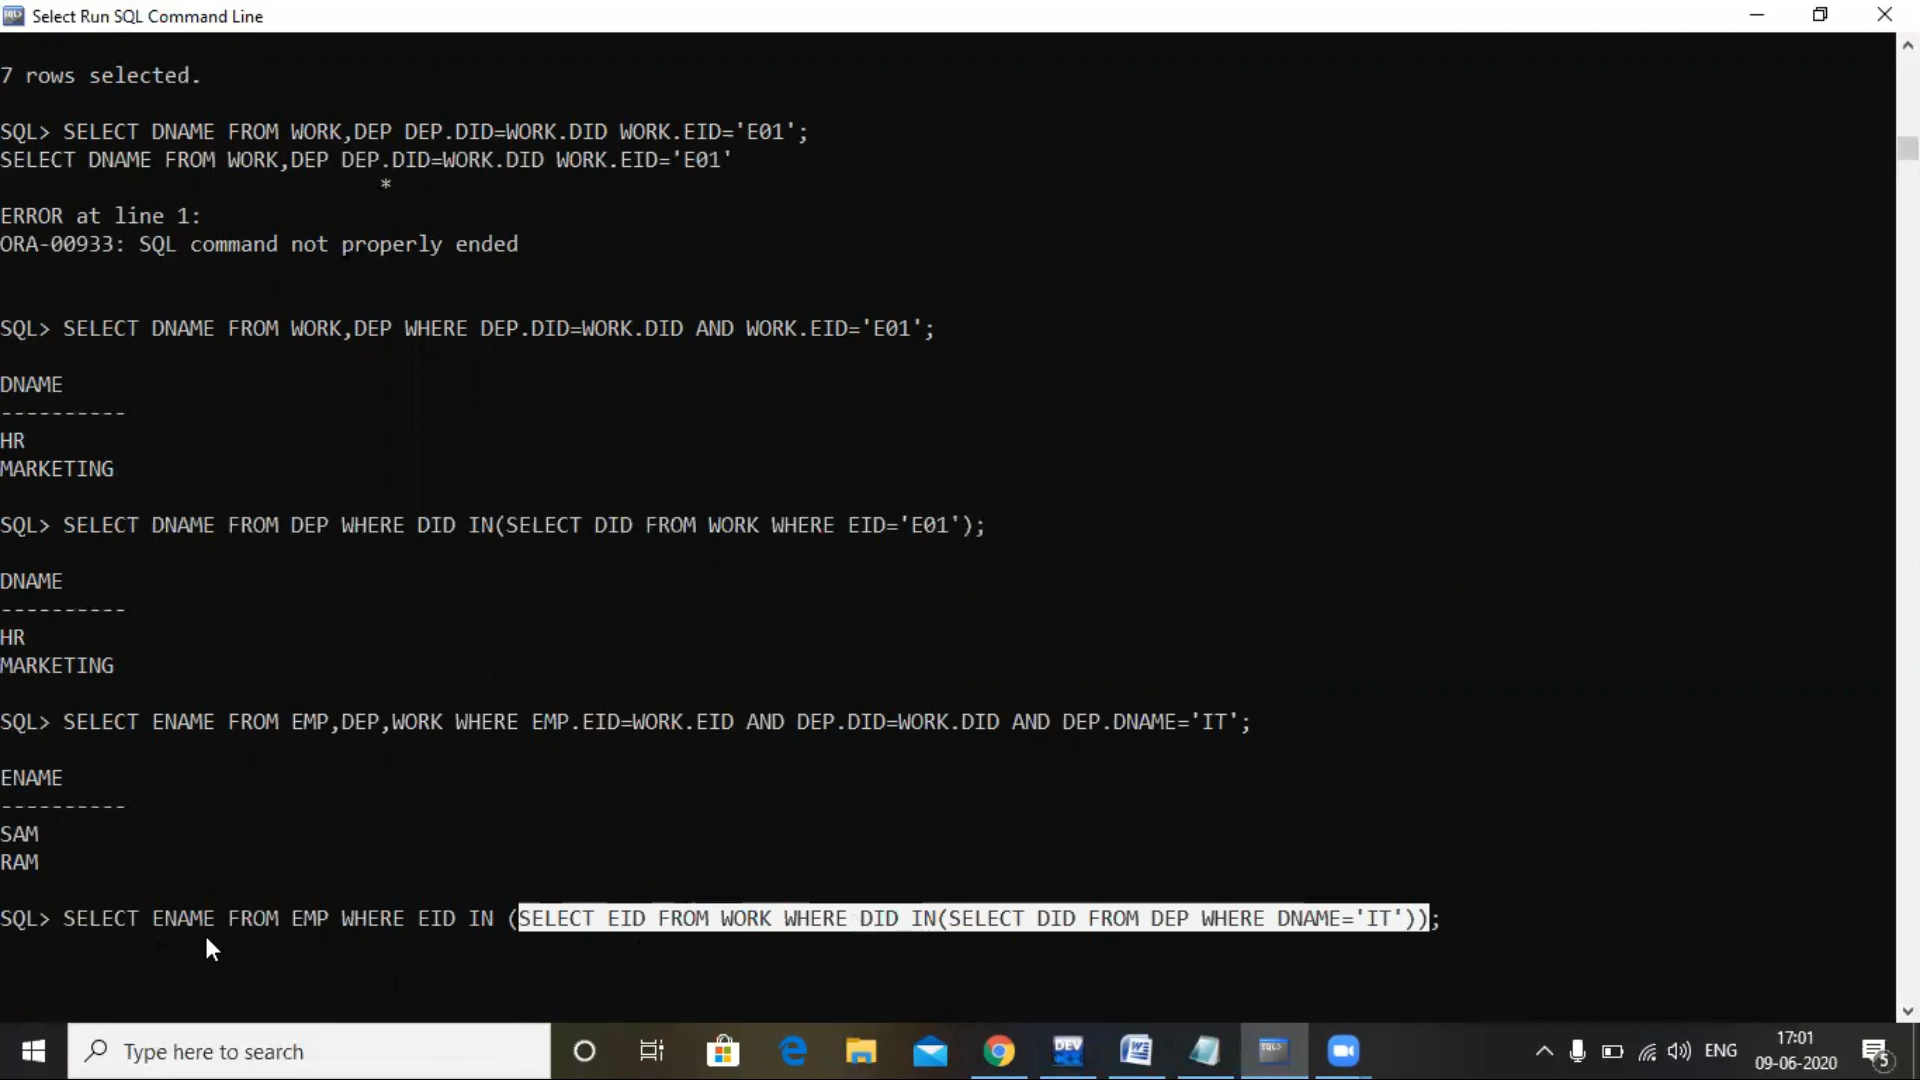 Select Run SQL Command Line
7 rows selected.
SQL> SELECT DNAME FROM WORK,DEP DEP.DID=WORK.DID WORK.EID='E01';
SELECT DNAME FROM WORK,DEP DEP.DID=WORK.DID WORK.EID='E01'
*
ERROR at line 1:
ORA-00933: SQL command not properly ended
SQL> SELECT DNAME FROM WORK,DEP WHERE DEP.DID=WORK.DID AND WORK.EID='E01';
DNAME
----------
HR
MARKETING
SQL> SELECT DNAME FROM DEP WHERE DID IN(SELECT DID FROM WORK WHERE EID='E01');
DNAME
----------
HR
MARKETING
SQL> SELECT ENAME FROM EMP,DEP,WORK WHERE EMP.EID=WORK.EID AND DEP.DID=WORK.DID AND DEP.DNAME='IT';
ENAME
----------
SAM
RAM
SQL> SELECT ENAME FROM EMP WHERE EID IN (SELECT EID FROM WORK WHERE DID IN(SELECT DID FROM DEP WHERE DNAME='IT'));
Type here to search
DEV
SQL>
ENG
17:01
09-06-2020
5